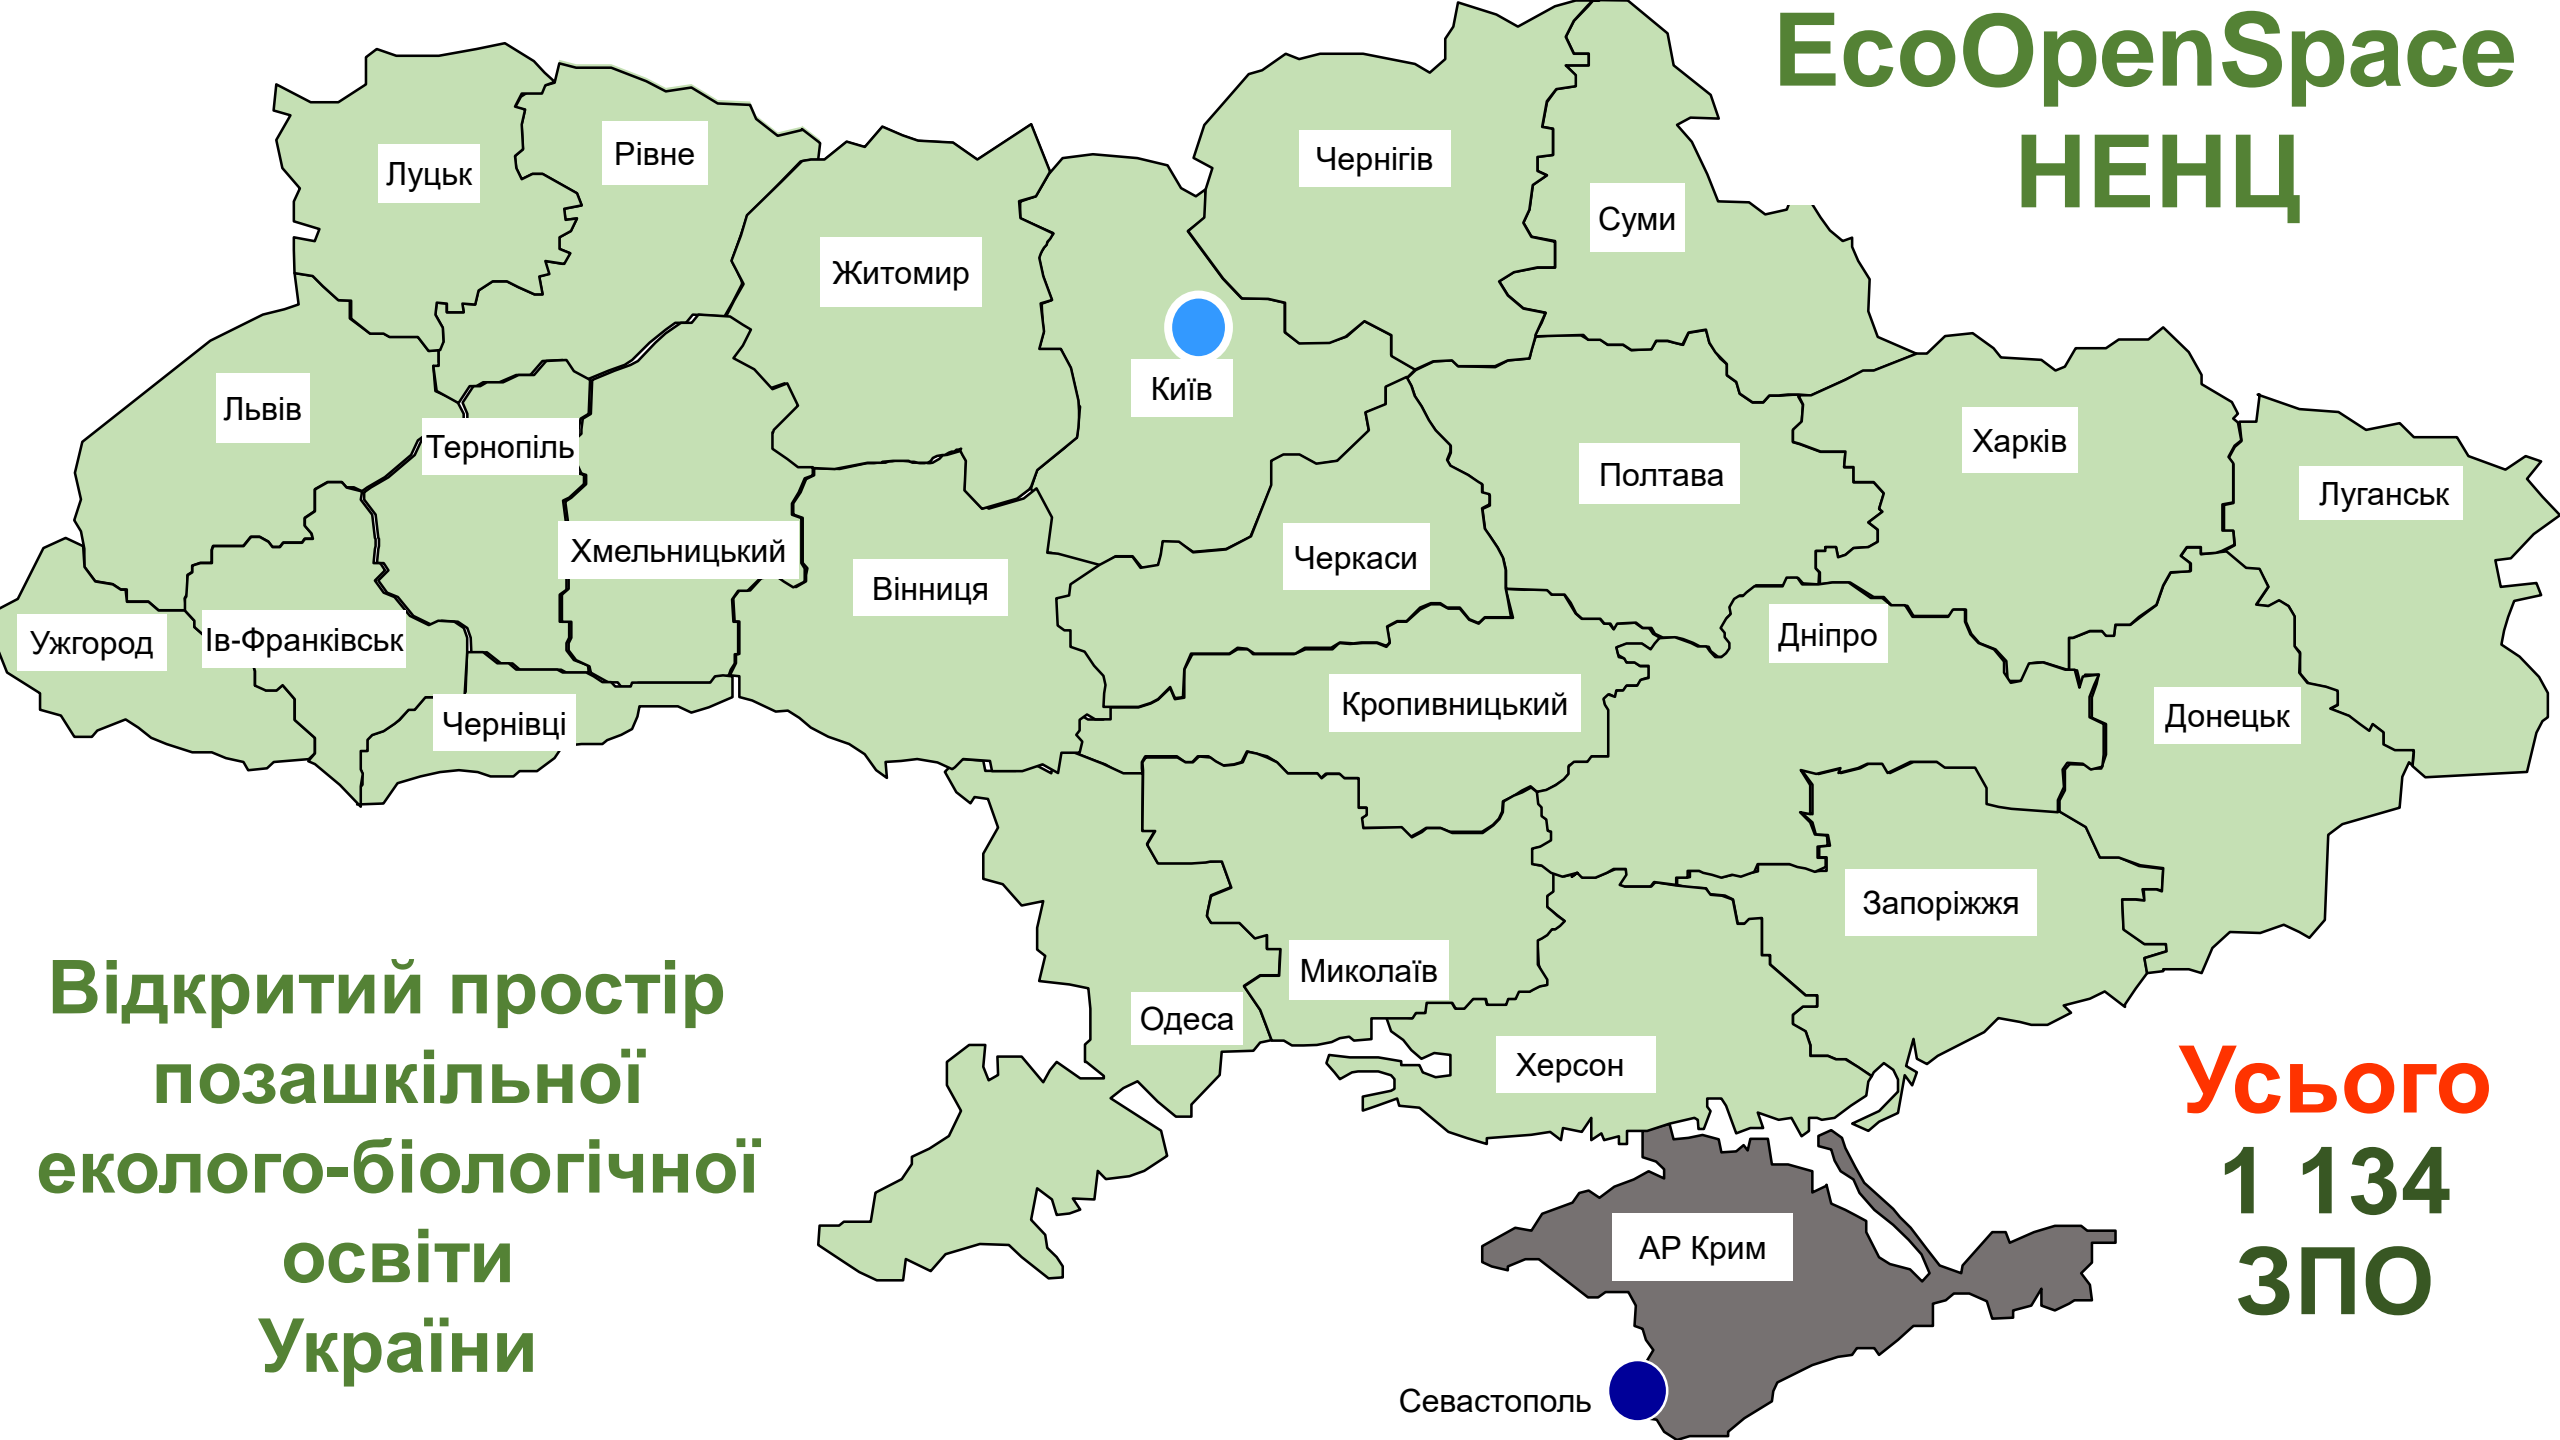 EcoOpenSpace
НЕНЦ
Луцьк
Рівне
Житомир
Чернігів
Суми
Київ
Львів
Тернопіль
Хмельницький
Вінниця
Черкаси
Полтава
Харків
Луганськ
Ужгород
Ів-Франківськ
Чернівці
Кропивницький
Дніпро
Донецьк
Запоріжжя
Миколаїв
Одеса
Херсон
АР Крим
Севастополь
Відкритий простір
позашкільної
еколого-біологічної
освіти
України
Усього
1 134
ЗПО